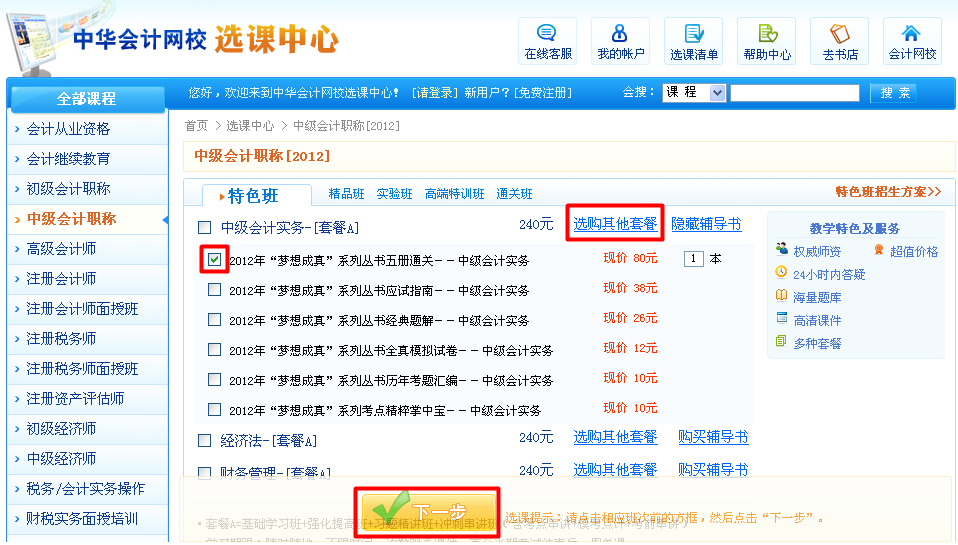 中华会计网校 选课中心
在线客服 我的帐户 选课清单 帮助中心 去书店 会计网校
全部课程
您好，欢迎来到中华会计网校选课中心！ [请登录] 新用户？[免费注册] 会搜： 课 程 搜 索
首页 > 选课中心 > 中级会计职称[2012]
会计从业资格
会计继续教育
初级会计职称
中级会计职称
高级会计师
注册会计师
注册会计师面授班
注册税务师
注册税务师面授班
注册资产评估师
初级经济师
中级经济师
税务/会计实务操作
财税实务面授培训
中级会计职称[2012]
特色班 精品班 实验班 高端特训班 通关班 特色班招生方案>>
中级会计实务-[套餐A] 240元 选购其他套餐 隐藏辅导书
2012年“梦想成真”系列丛书五册通关－－中级会计实务 现价 80元 1 本
2012年“梦想成真”系列丛书应试指南－－中级会计实务 现价 38元
2012年“梦想成真”系列丛书经典题解－－中级会计实务 现价 26元
2012年“梦想成真”系列丛书全真模拟试卷－－中级会计实务 现价 12元
2012年“梦想成真”系列丛书历年考题汇编－－中级会计实务 现价 10元
2012年“梦想成真”系列考点精粹掌中宝－－中级会计实务 现价 10元
经济法-[套餐A] 240元 选购其他套餐 购买辅导书
财务管理-[套餐A] 240元 选购其他套餐 购买辅导书
教学特色及服务
权威师资 超值价格
24小时内答疑
海量题库
高清课件
多种套餐
下一步
选课提示：请点击相应班次前的方框，然后点击“下一步”。
• 套餐A=基础学习班+强化提高班+习题精讲班+冲刺串讲班